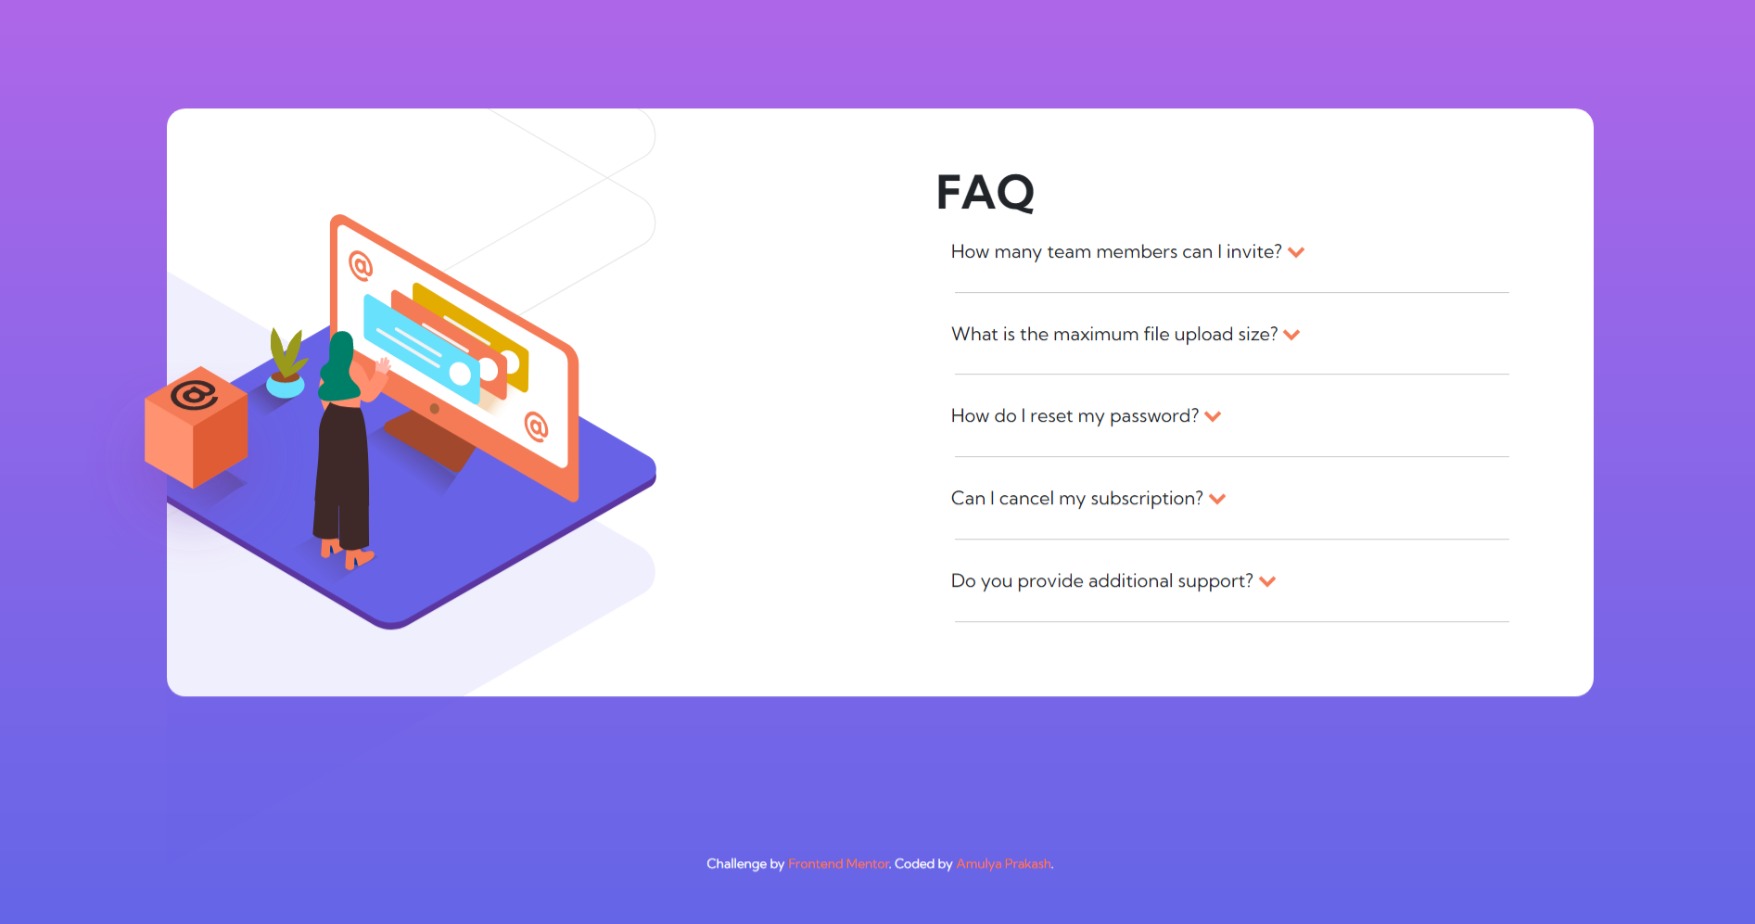 FAQ
How many team members can I invite?
What is the maximum file upload size?
How do I reset my password?
Can I cancel my subscription?
Do you provide additional support?
@
@
@
Challenge by Frontend Mentor. Coded by Amulya Prakash.